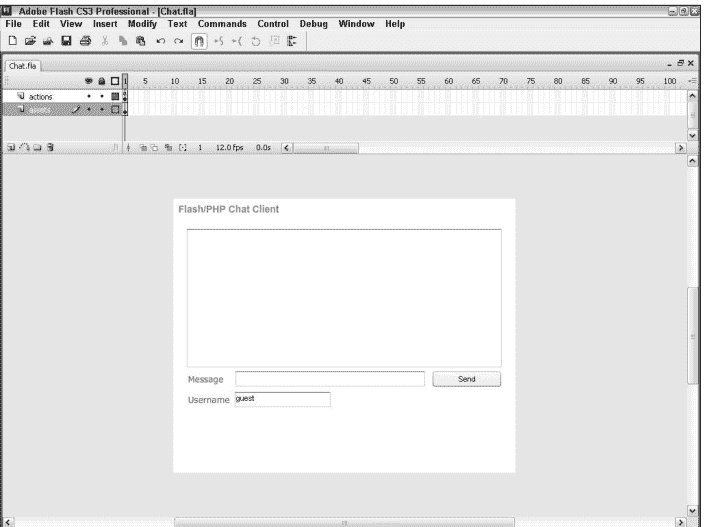 Adobe Flash CS3 Professional - [Chat.fla]
File Edit View Insert Modify Text Commands Control Debug Window Help
Chat.fla
1 5 10 15 20 25 30 35 40 45 50 55 60 65 70 75 80 85 90 95 100
actions
assets
1 12.0 fps 0.0s
Flash/PHP Chat Client
Message Send
Username guest